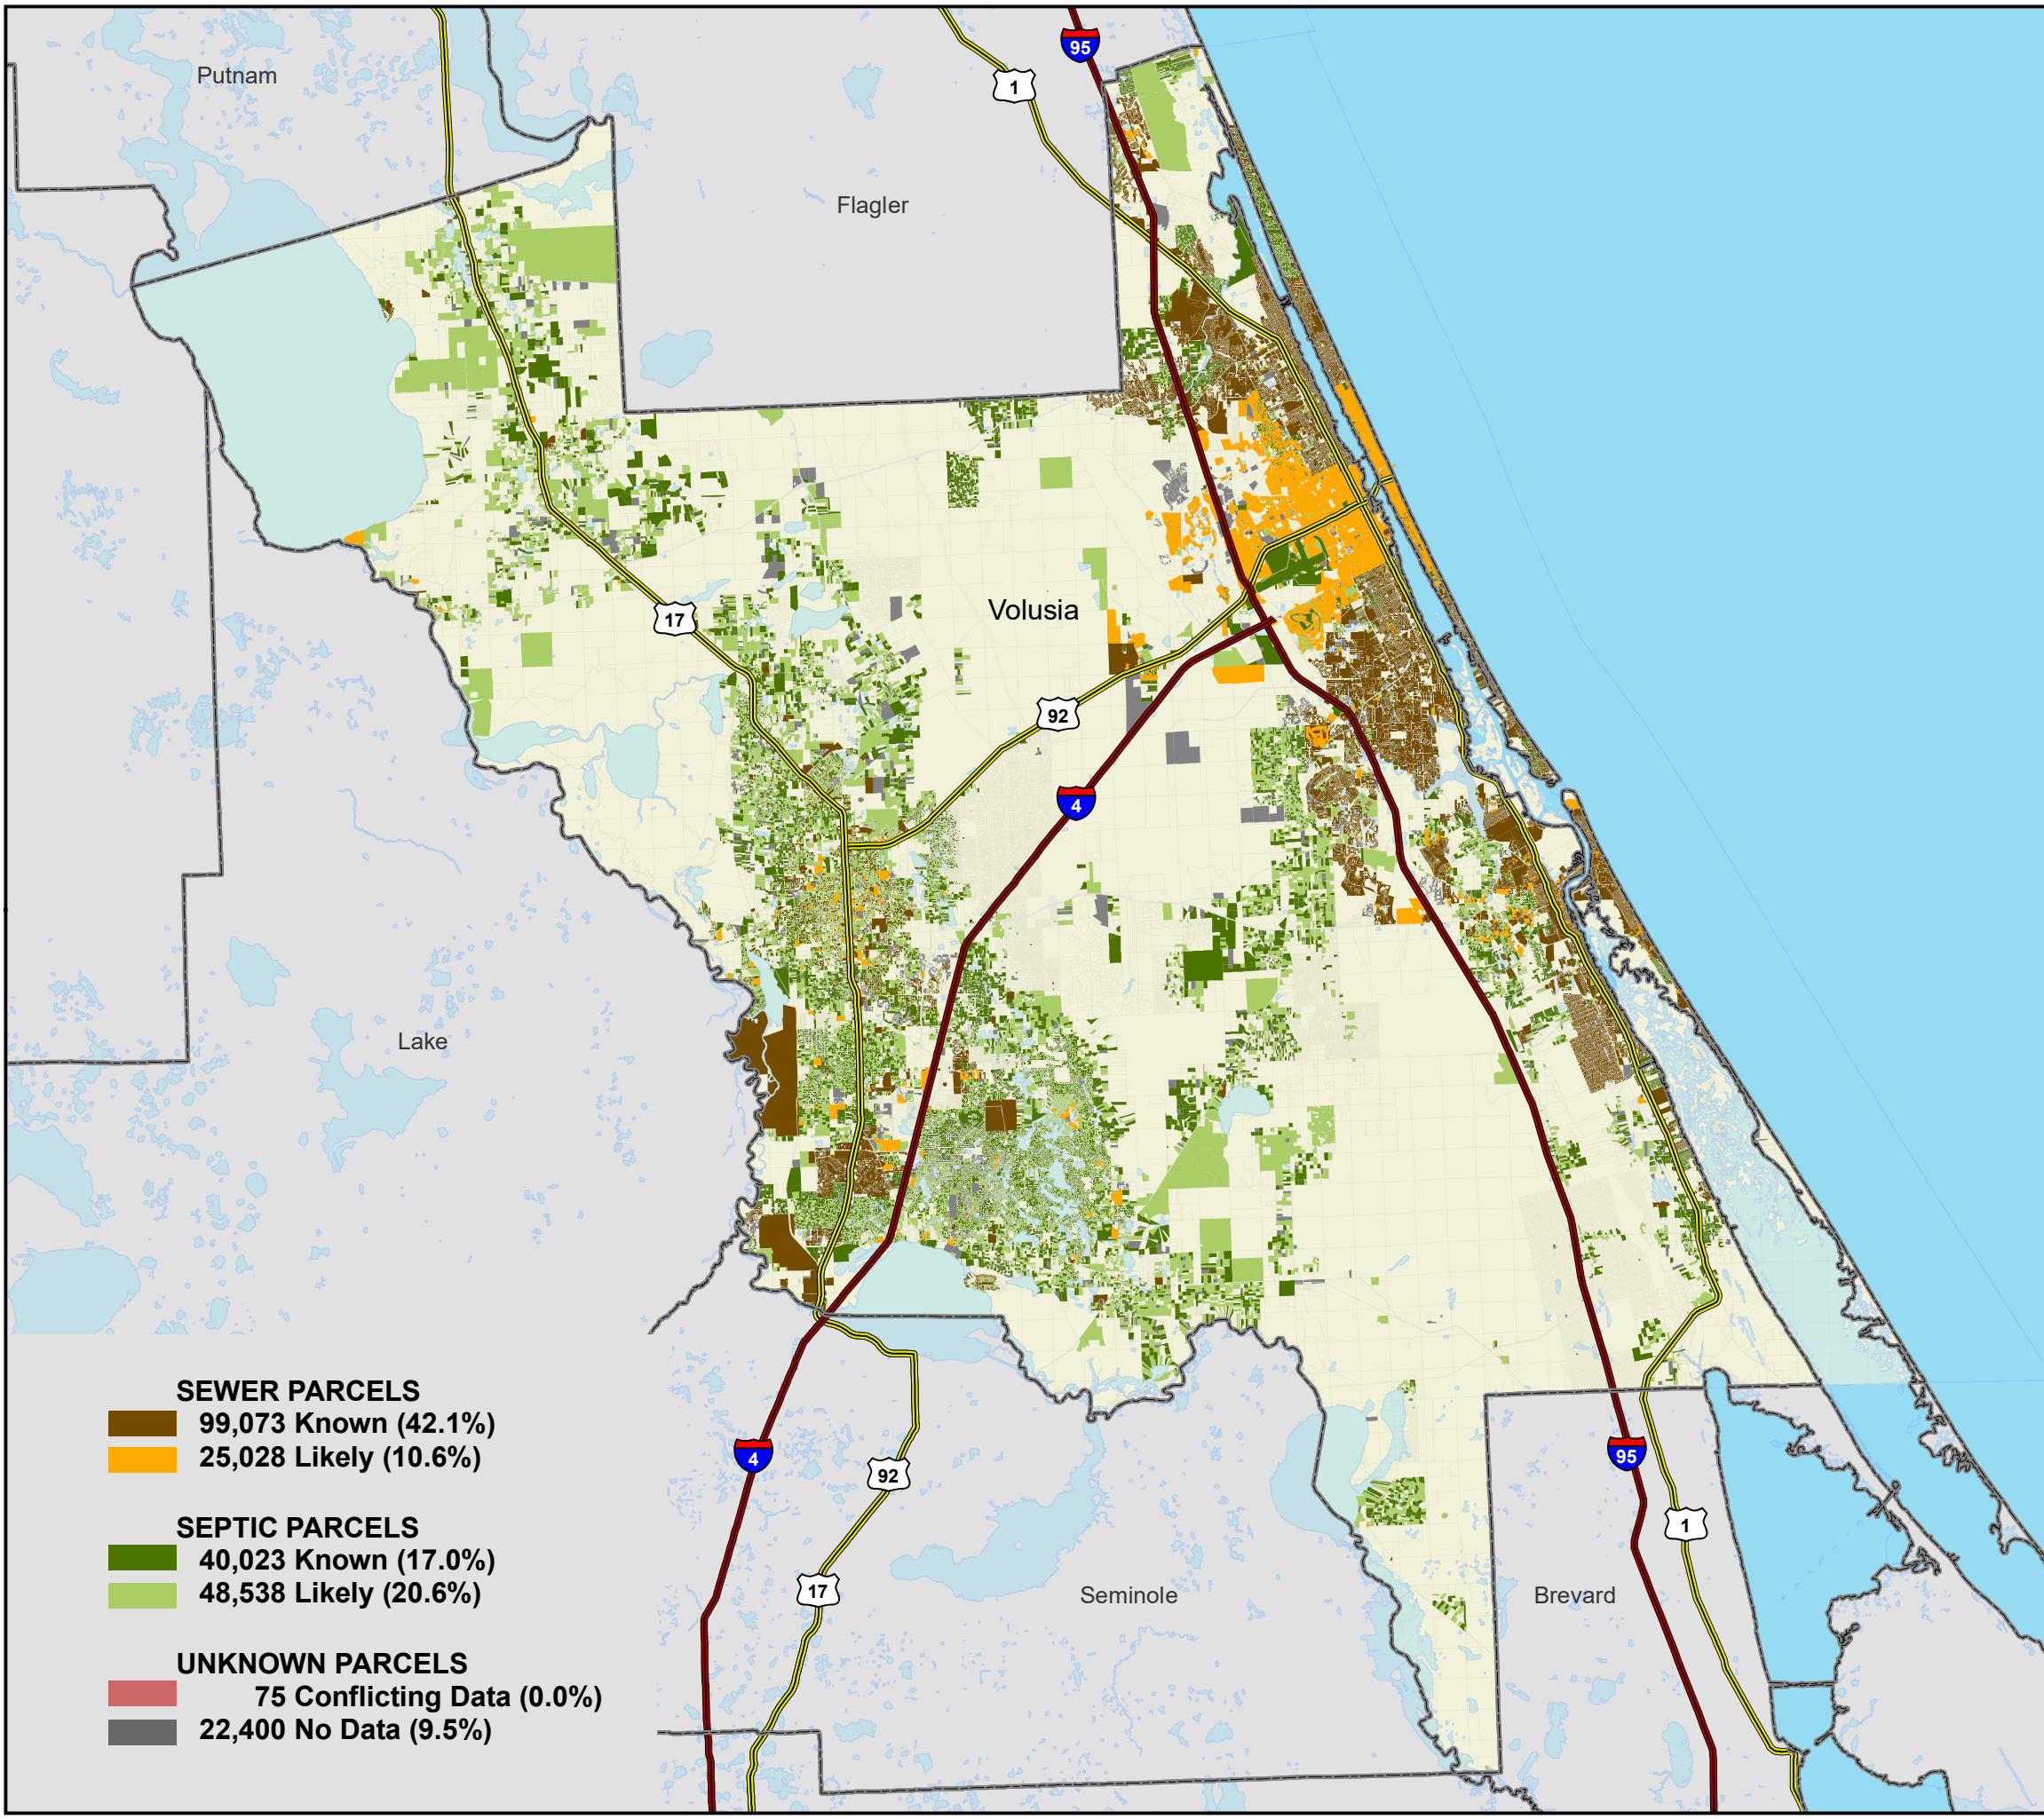 95
Putnam
1
Flagler
Volusia
17
92
4
Lake
SEWER PARCELS
99,073 Known (42.1%)
25,028 Likely (10.6%)
4
95
92
SEPTIC PARCELS
40,023 Known (17.0%)
48,538 Likely (20.6%)
1
17
Seminole
Brevard
UNKNOWN PARCELS
75 Conflicting Data (0.0%)
22,400 No Data (9.5%)